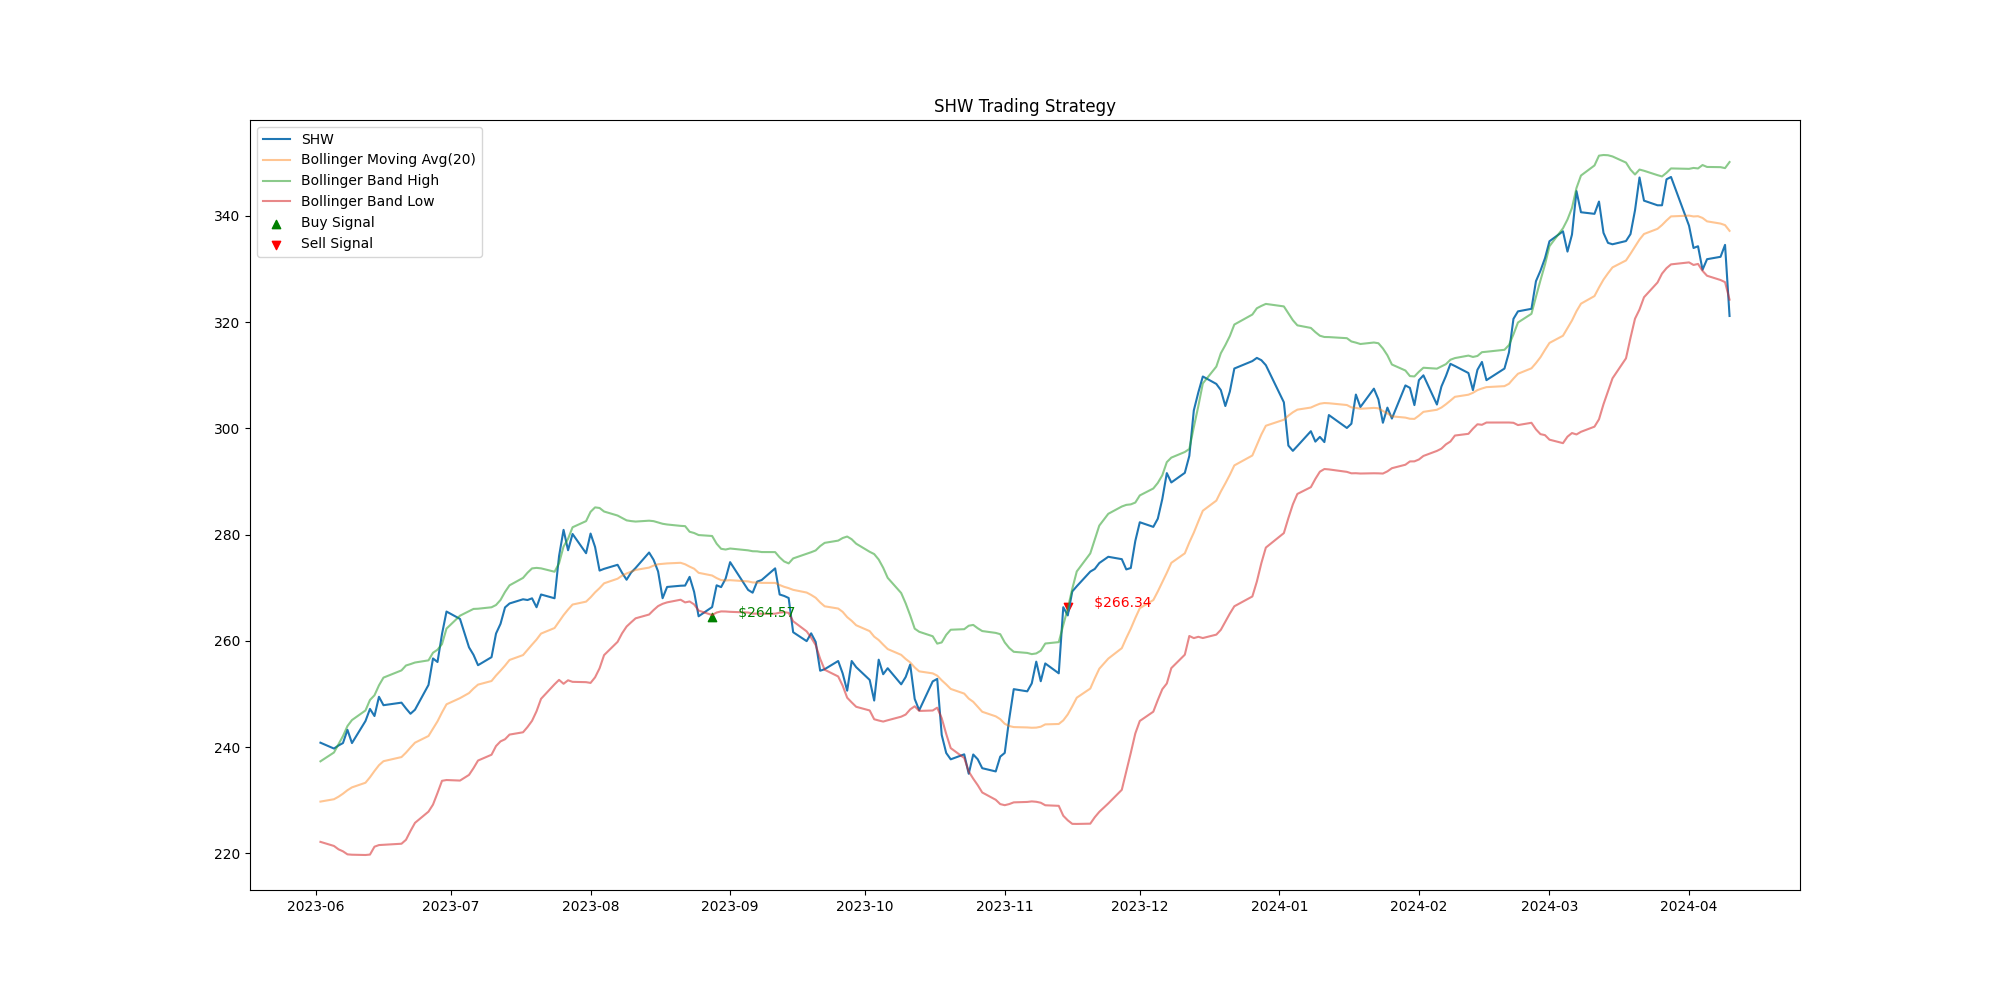 SHW Trading Strategy
SHW
Bollinger Moving Avg(20)
Bollinger Band High
Bollinger Band Low
Buy Signal
Sell Signal
340
320
300
280
260
240
220
$264.57
$266.34
2023-06 2023-07 2023-08 2023-09 2023-10 2023-11 2023-12 2024-01 2024-02 2024-03 2024-04